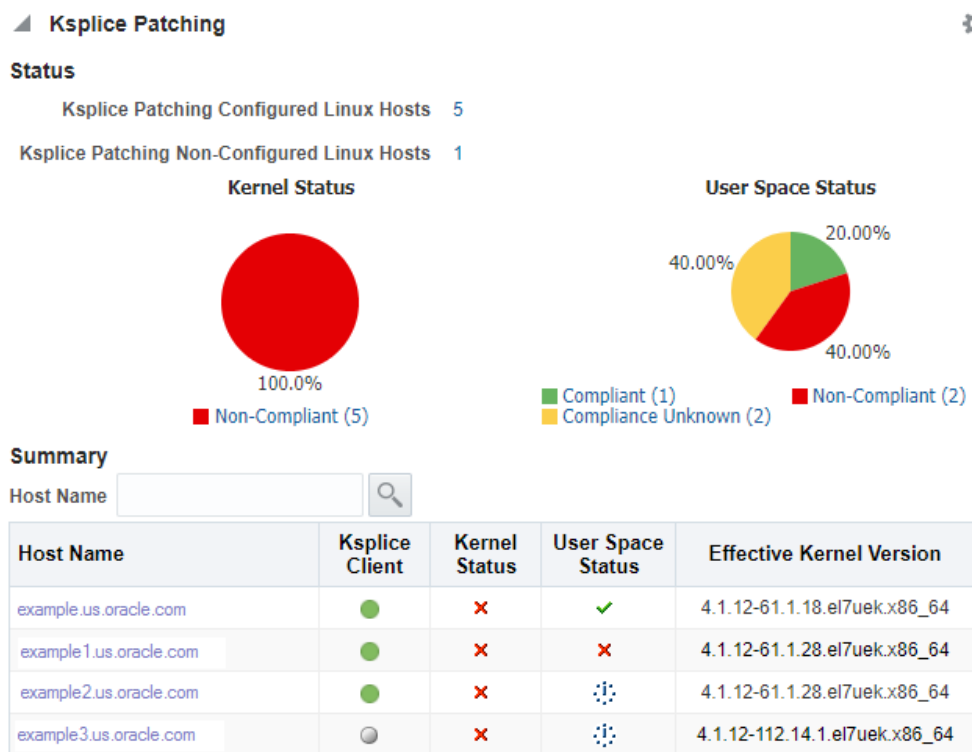 Ksplice Patching
Status
Ksplice Patching Configured Linux Hosts 5
Ksplice Patching Non-Configured Linux Hosts 1
Kernel Status
100.0%
Non-Compliant (5)
User Space Status
20.00%
40.00%
40.00%
Compliant (1)
Non-Compliant (2)
Compliance Unknown (2)
Summary
Host Name
Host Name Ksplice Client Kernel Status User Space Status Effective Kernel Version
example.us.oracle.com 4.1.12-61.1.18.el7uek.x86_64
example1.us.oracle.com 4.1.12-61.1.28.el7uek.x86_64
example2.us.oracle.com 4.1.12-61.1.28.el7uek.x86_64
example3.us.oracle.com 4.1.12-112.14.1.el7uek.x86_64